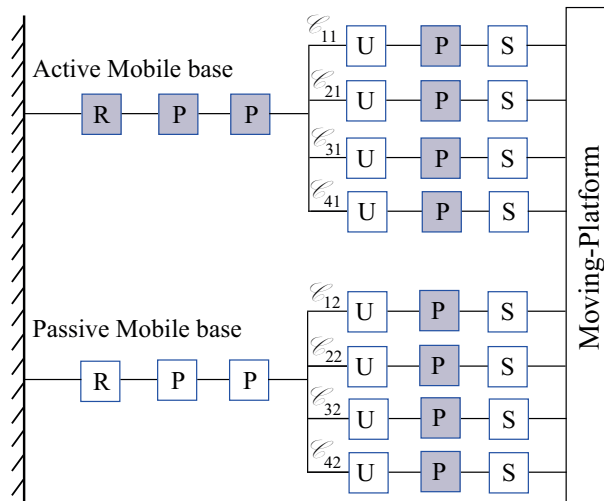 𝒞11 U P S
Active Mobile base
𝒞21 U P S
R P P
𝒞31 U P S
𝒞41 U P S
Moving-Platform
𝒞12 U P S
Passive Mobile base
𝒞22 U P S
R P P
𝒞32 U P S
𝒞42 U P S